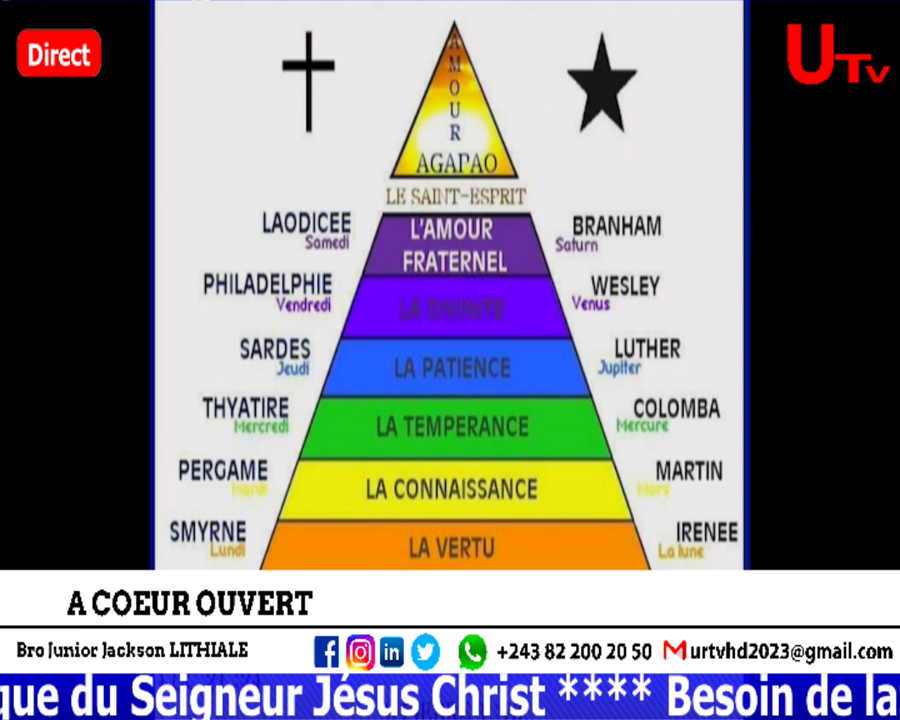 Direct
UTv
AMOUR
AGAPAO
LE SAINT-ESPRIT
LAODICEE
Samedi
L'AMOUR
FRATERNEL
BRANHAM
Saturn
PHILADELPHIE
Vendredi
LA DIVINITE
WESLEY
Venus
SARDES
Jeudi
LA PATIENCE
LUTHER
Jupiter
THYATIRE
Mercredi
LA TEMPERANCE
COLOMBA
Mercure
PERGAME
Mardi
LA CONNAISSANCE
MARTIN
Mars
SMYRNE
Lundi
LA VERTU
IRENEE
La lune
A COEUR OUVERT
Bro Junior Jackson LITHIALE
+243 82 200 20 50
urtvhd2023@gmail.com
que du Seigneur Jésus Christ **** Besoin de la